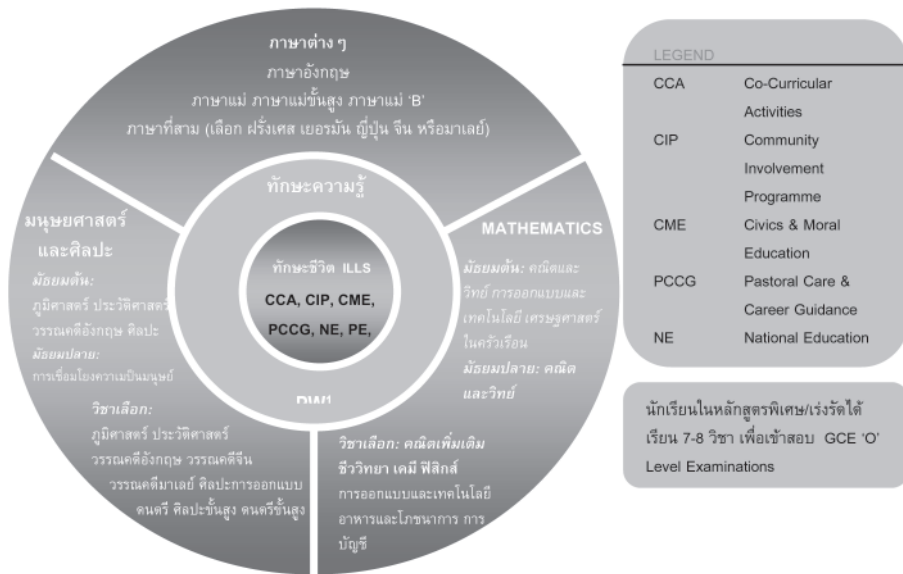 ภาษาต่าง ๆ
ภาษาอังกฤษ
ภาษาแม่ ภาษาแม่ขั้นสูง ภาษาแม่ 'B'
ภาษาที่สาม (เลือก ฝรั่งเศส เยอรมัน ญี่ปุ่น จีน หรือมาเลย์)
ทักษะความรู้
ทักษะชีวิต ILLS
CCA, CIP, CME,
PCCG, NE, PE,
มนุษยศาสตร์
และศิลปะ
มัธยมต้น:
ภูมิศาสตร์ ประวัติศาสตร์
วรรณคดีอังกฤษ ศิลปะ
มัธยมปลาย:
การเชื่อมโยงความเป็นมนุษย์
วิชาเลือก:
ภูมิศาสตร์ ประวัติศาสตร์
วรรณคดีอังกฤษ วรรณคดีจีน
วรรณคดีมาเลย์ ศิลปะการออกแบบ
ดนตรี ศิลปะขั้นสูง ดนตรีขั้นสูง
MATHEMATICS
มัธยมต้น: คณิตและ
วิทย์ การออกแบบและ
เทคโนโลยี เศรษฐศาสตร์
ในครัวเรือน
มัธยมปลาย: คณิต
และวิทย์
วิชาเลือก: คณิตเพิ่มเติม
ชีววิทยา เคมี ฟิสิกส์
การออกแบบและเทคโนโลยี
อาหารและโภชนาการ การ
บัญชี
LEGEND
CCA Co-Curricular
Activities
CIP Community
Involvement
Programme
CME Civics & Moral
Education
PCCG Pastoral Care &
Career Guidance
NE National Education
นักเรียนในหลักสูตรพิเศษ/เร่งรัดได้
เรียน 7-8 วิชา เพื่อเข้าสอบ GCE 'O'
Level Examinations